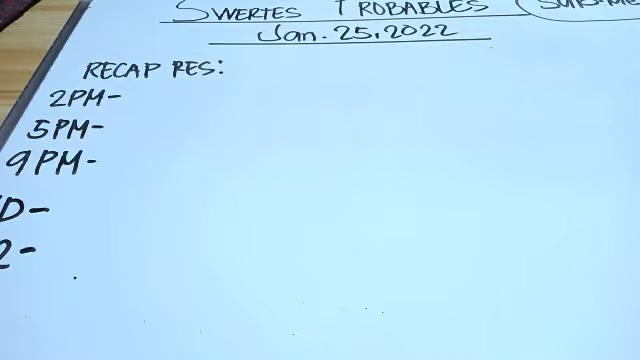 SWERTES PROBABLES
Jan. 25, 2022
RECAP RES:
2PM-
5PM-
9PM-
D-
2-